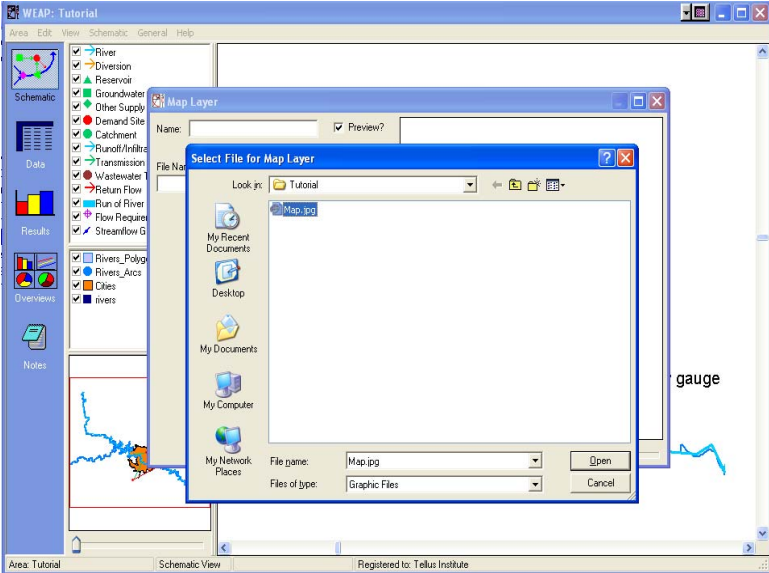 WEAP: Tutorial
Area Edit View Schematic General Help
Schematic
Data
Results
Overviews
Notes
River
Diversion
Reservoir
Groundwater
Other Supply
Demand Site
Catchment
Runoff/Infiltra
Transmission
Wastewater T
Return Flow
Run of River
Flow Require
Streamflow G
Rivers_Polyg
Rivers_Arcs
Cities
rivers
Map Layer
Name:
Preview?
File Nam
Select File for Map Layer
Look in: Tutorial
Map.jpg
My Recent Documents
Desktop
My Documents
My Computer
My Network Places
File name: Map.jpg
Open
Files of type: Graphic Files
Cancel
gauge
Area: Tutorial
Schematic View
Registered to: Tellus Institute